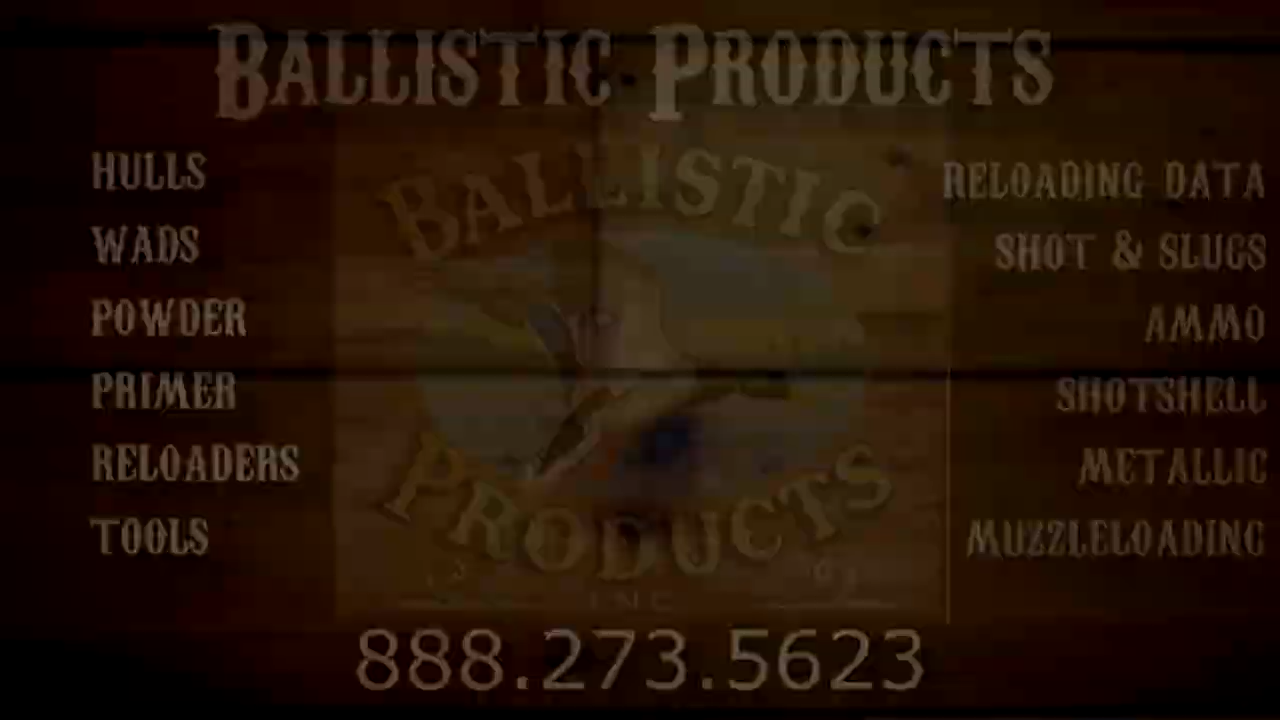 BALLISTIC PRODUCTS
HULLS
WADS
POWDER
PRIMER
RELOADERS
TOOLS
BALLISTIC
PRODUCTS
INC
RELOADING DATA
SHOT & SLUGS
AMMO
SHOTSHELL
METALLIC
MUZZLELOADING
888.273.5623